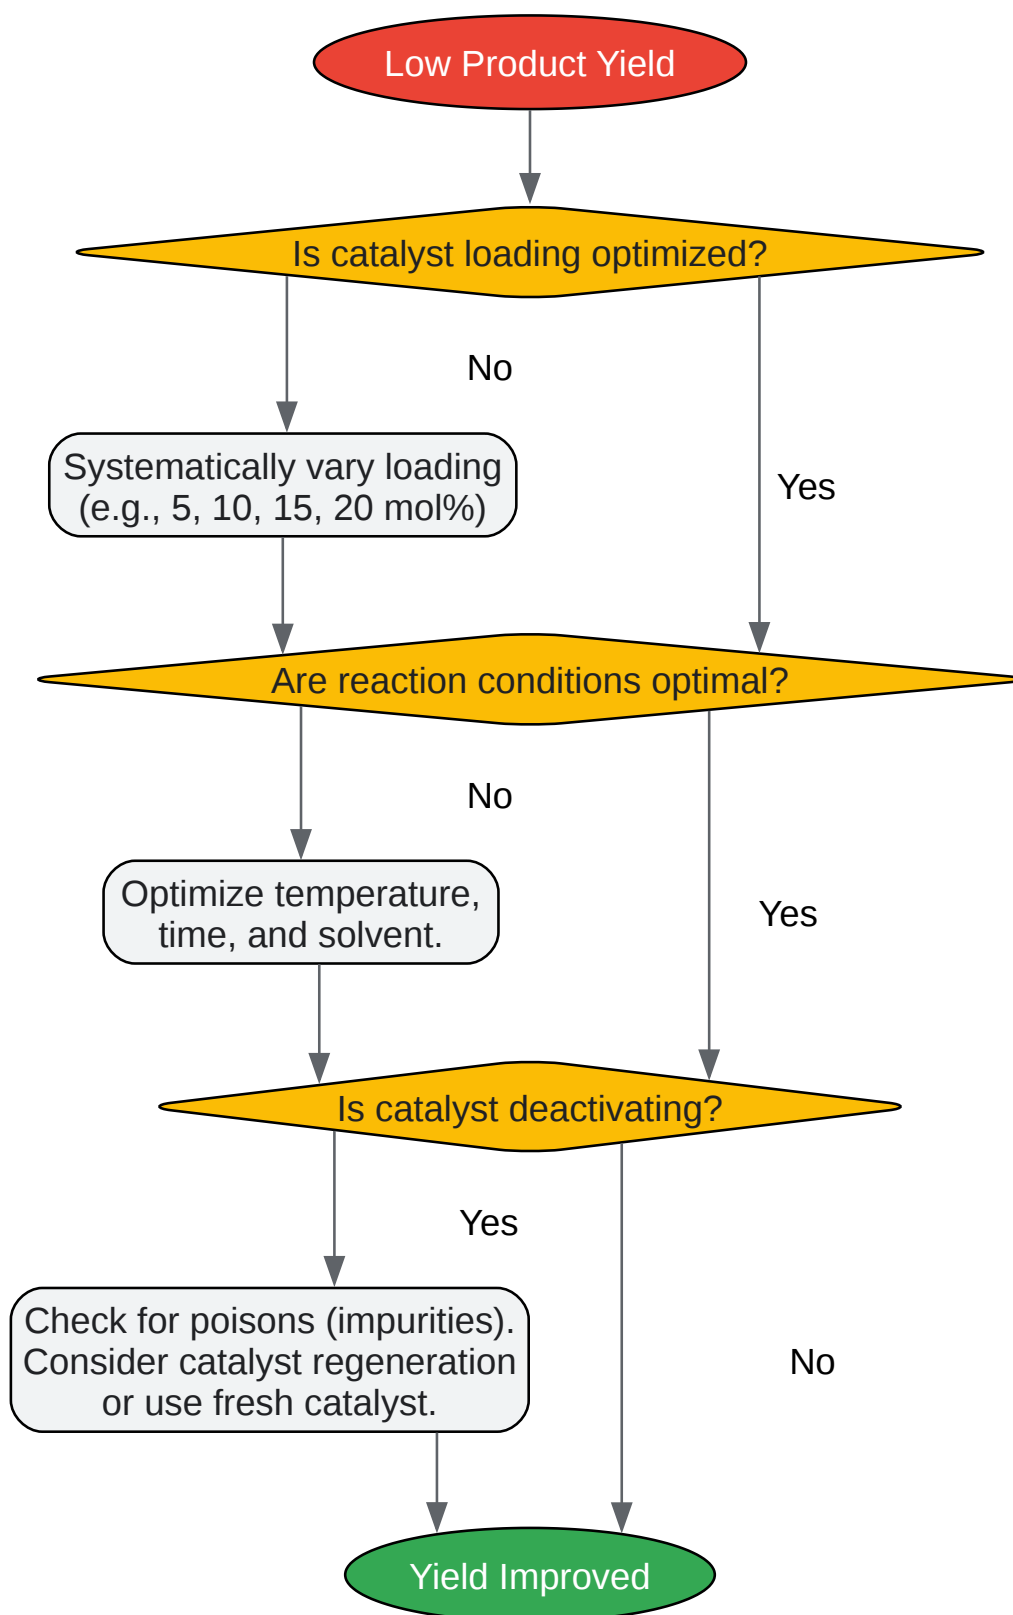 Low Product Yield
Is catalyst loading optimized?
No
Systematically vary loading
(e.g., 5, 10, 15, 20 mol%)
Yes
Are reaction conditions optimal?
No
Optimize temperature,
time, and solvent.
Yes
Is catalyst deactivating?
Yes
Check for poisons (impurities).
Consider catalyst regeneration
or use fresh catalyst.
No
Yield Improved